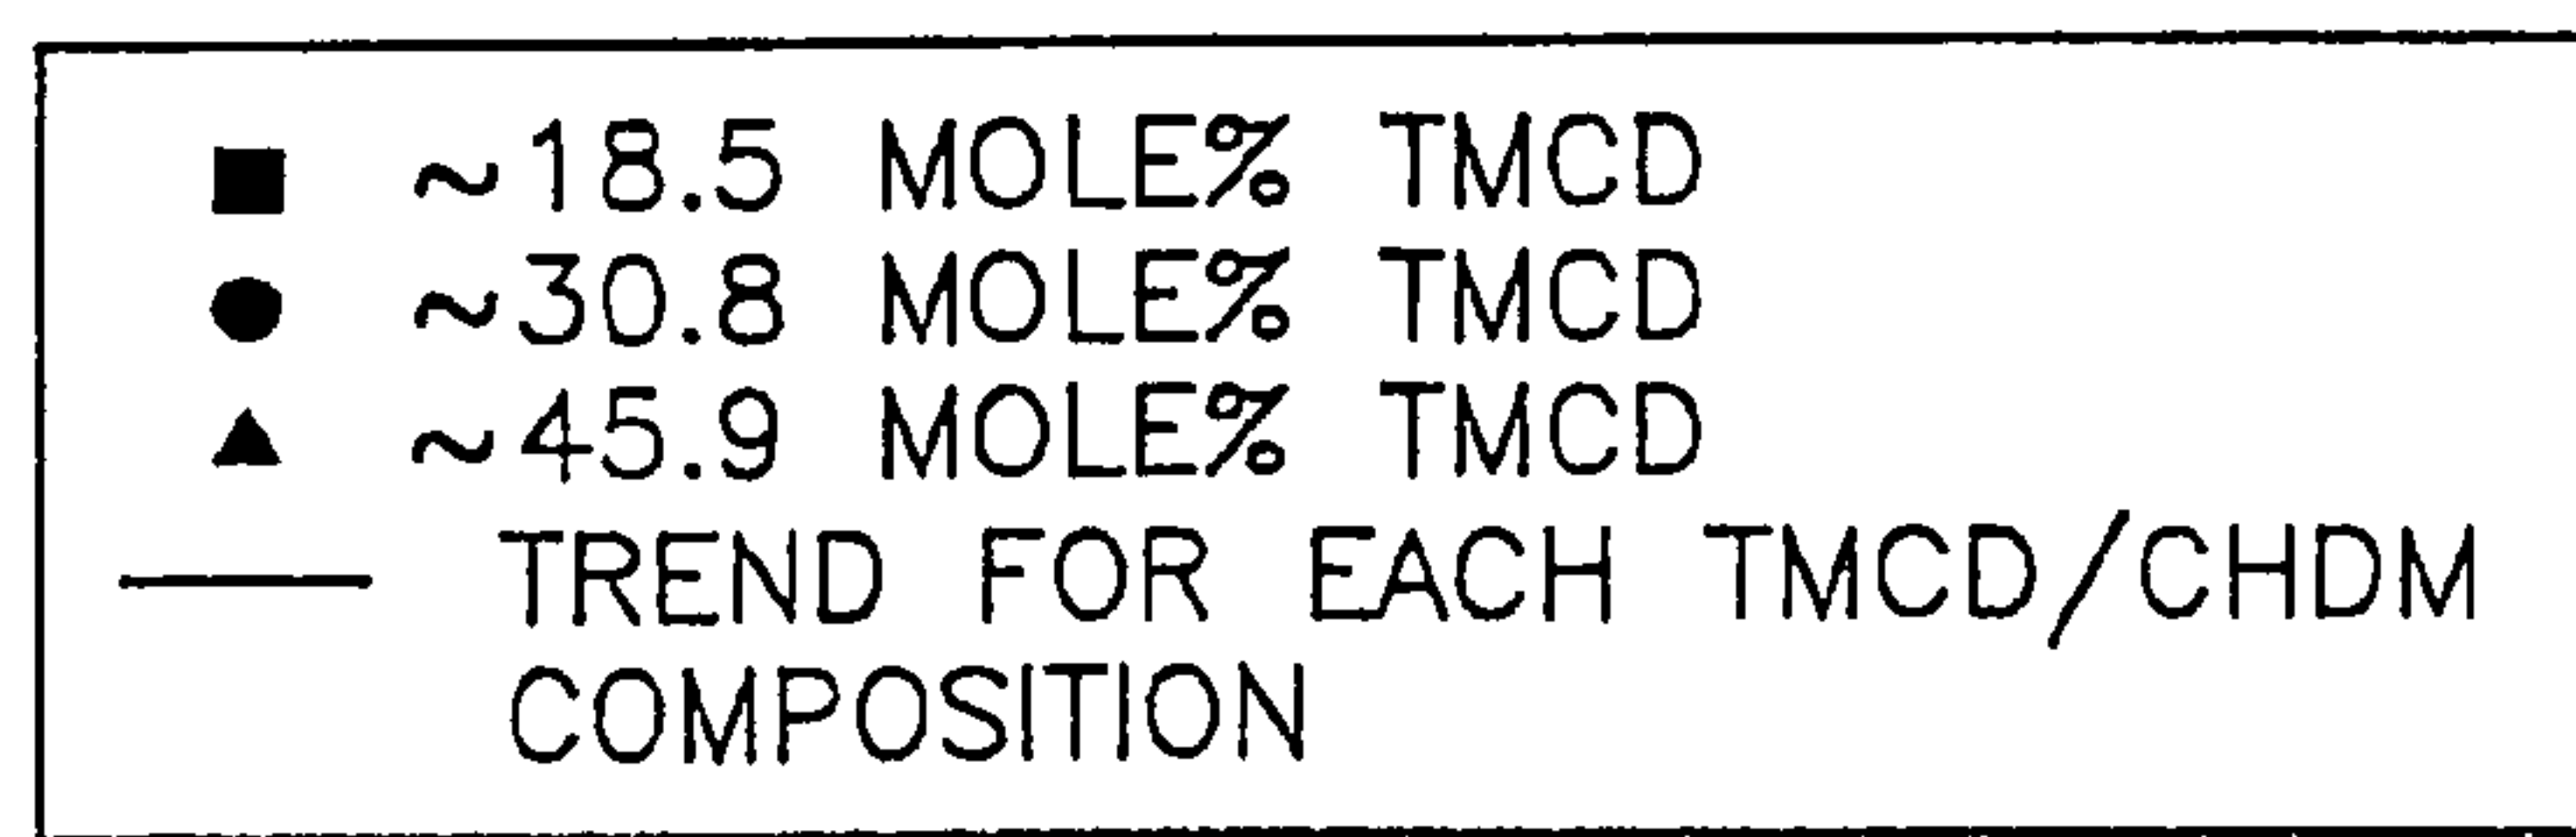 ~18.5 MOLE% TMCD
~30.8 MOLE% TMCD
~45.9 MOLE% TMCD
TREND FOR EACH TMCD/CHDM
COMPOSITION